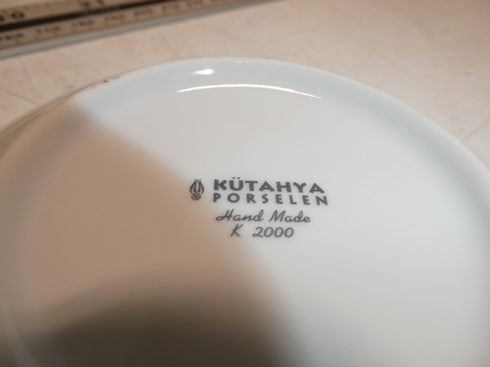 KÜTAHYA
PORSELEN
Hand Made
K 2000